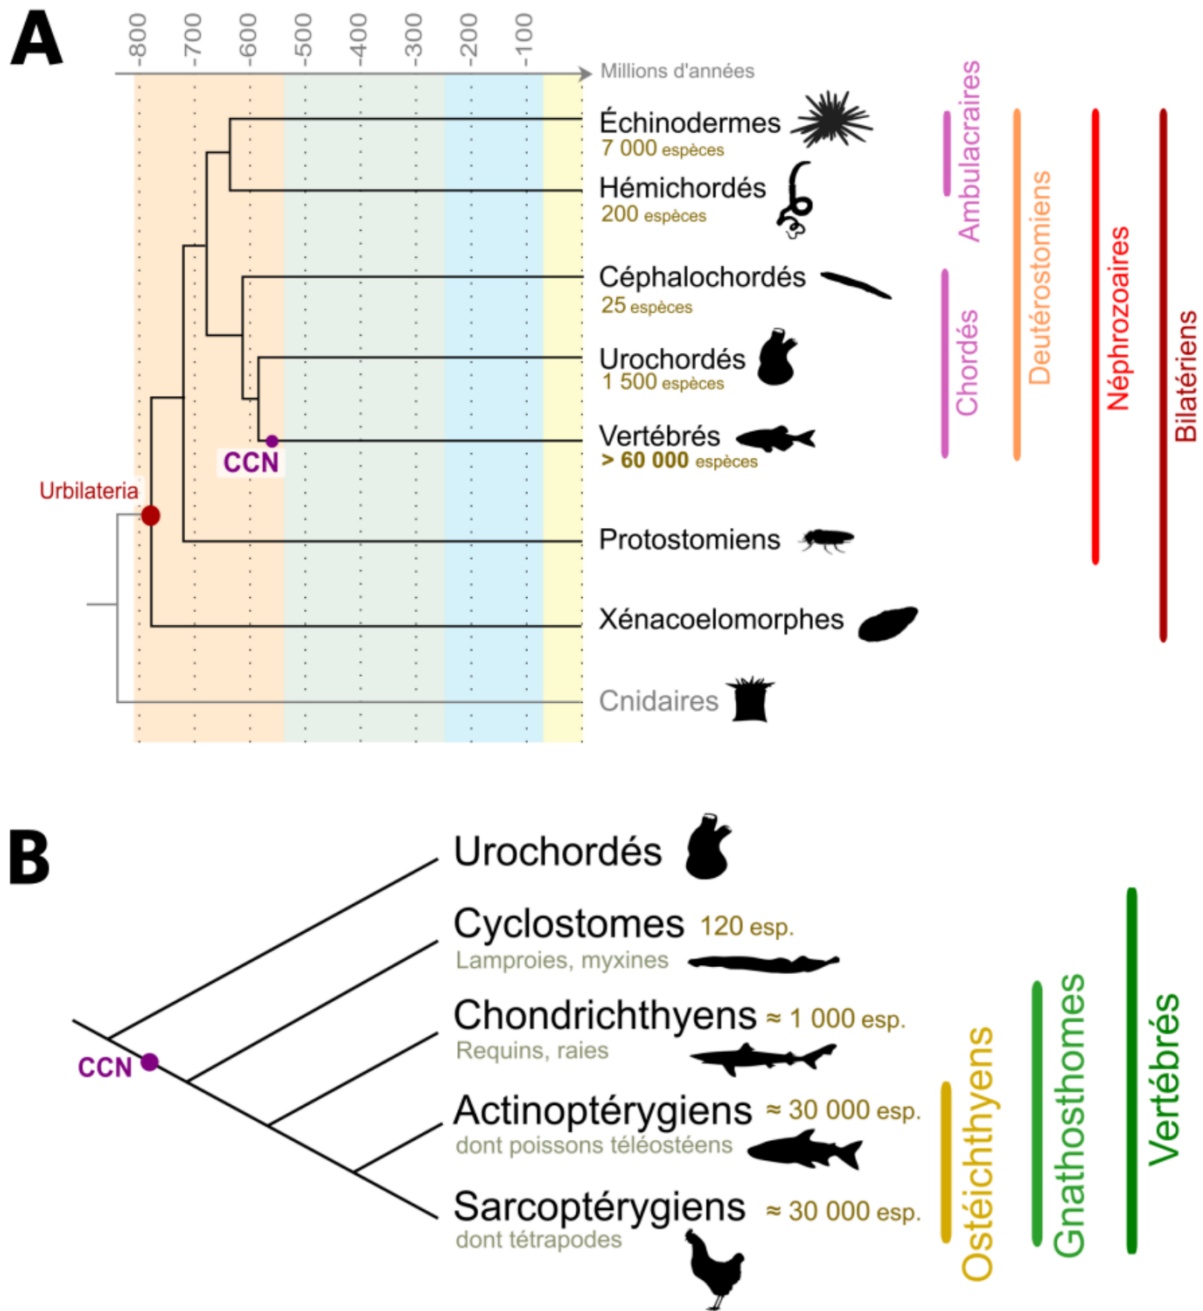 A
-800 -700 -600 -500 -400 -300 -200 -100
Millions d'années
Échinodermes
7 000 espèces
Hémichordés
200 espèces
Céphalochordés
25 espèces
Urochordés
1 500 espèces
Vertébrés
> 60 000 espèces
CCN
Urbilateria
Protostomiens
Xénacoelomorphes
Cnidaires
Ambulacraires
Chordés
Deutérostomiens
Néphrozoaires
Bilatériens
B
Urochordés
Cyclostomes 120 esp.
Lamproies, myxines
Chondrichthyens ≈ 1 000 esp.
Requins, raies
CCN
Actinoptérygiens ≈ 30 000 esp.
dont poissons téléostéens
Sarcoptérygiens ≈ 30 000 esp.
dont tétrapodes
Ostéichthyens
Gnathosthomes
Vertébrés